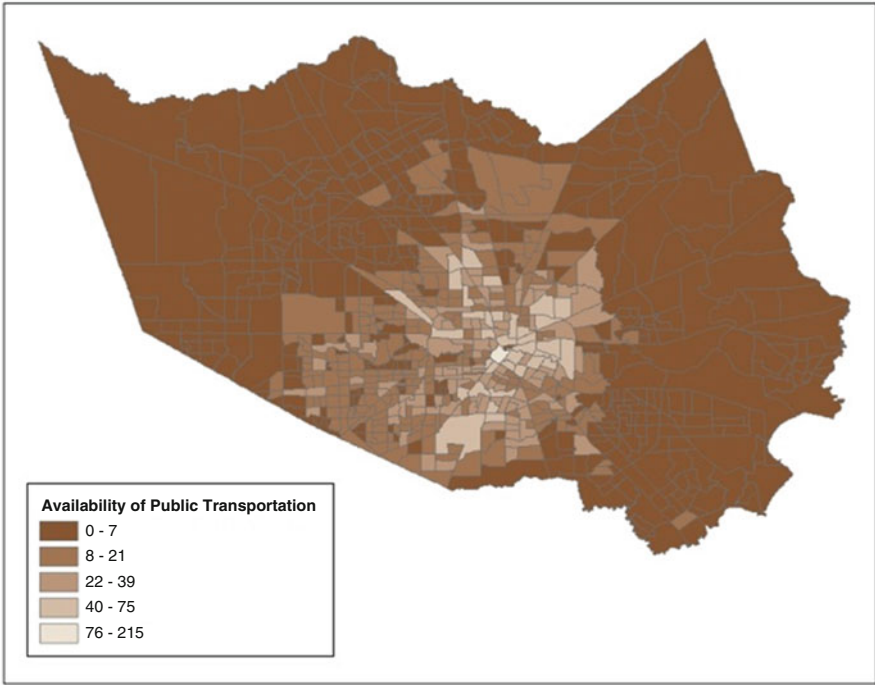 Availability of Public Transportation
0 - 7
8 - 21
22 - 39
40 - 75
76 - 215